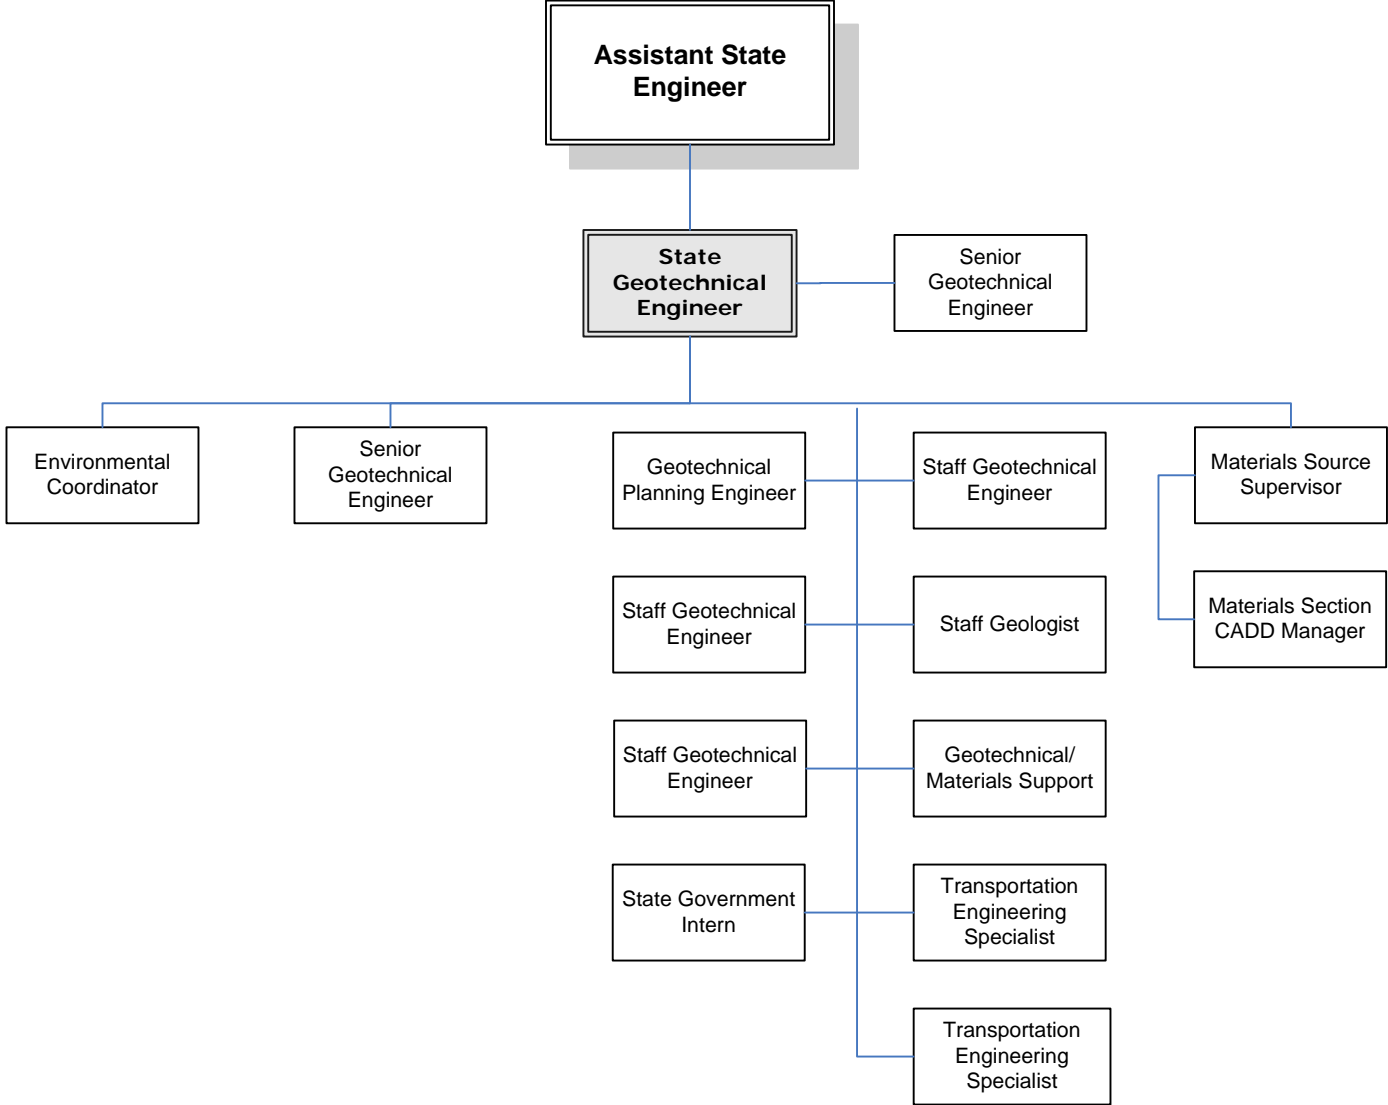 Assistant State
Engineer
State
Geotechnical
Engineer
Senior
Geotechnical
Engineer
Environmental
Coordinator
Senior
Geotechnical
Engineer
Geotechnical
Planning Engineer
Staff Geotechnical
Engineer
Materials Source
Supervisor
Staff Geotechnical
Engineer
Staff Geologist
Materials Section
CADD Manager
Staff Geotechnical
Engineer
Geotechnical/
Materials Support
State Government
Intern
Transportation
Engineering
Specialist
Transportation
Engineering
Specialist